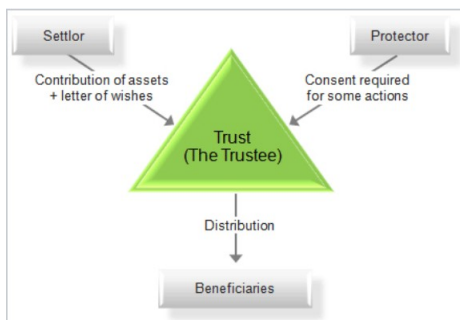 Settlor
Protector
Contribution of assets
+ letter of wishes
Consent required
for some actions
Trust
(The Trustee)
Distribution
Beneficiaries